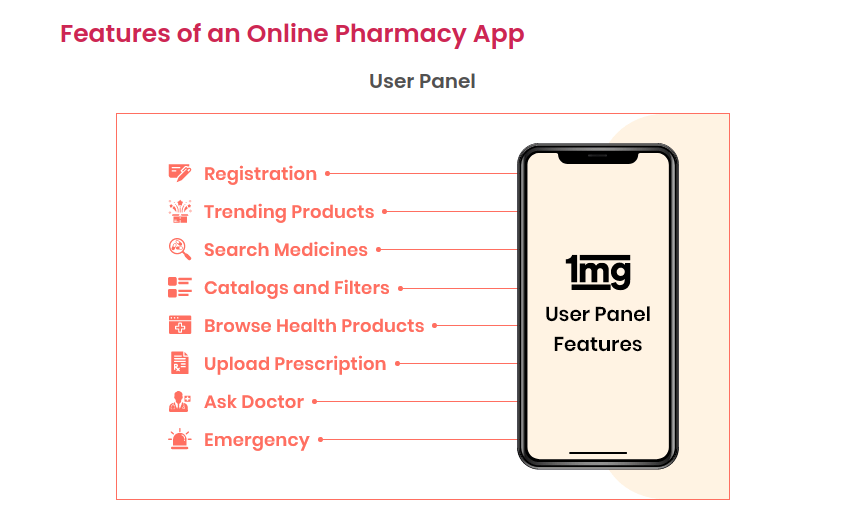 Features of an Online Pharmacy App
User Panel
Registration
Trending Products
Search Medicines
Catalogs and Filters
Browse Health Products
Upload Prescription
Ask Doctor
Emergency
1mg
User Panel
Features